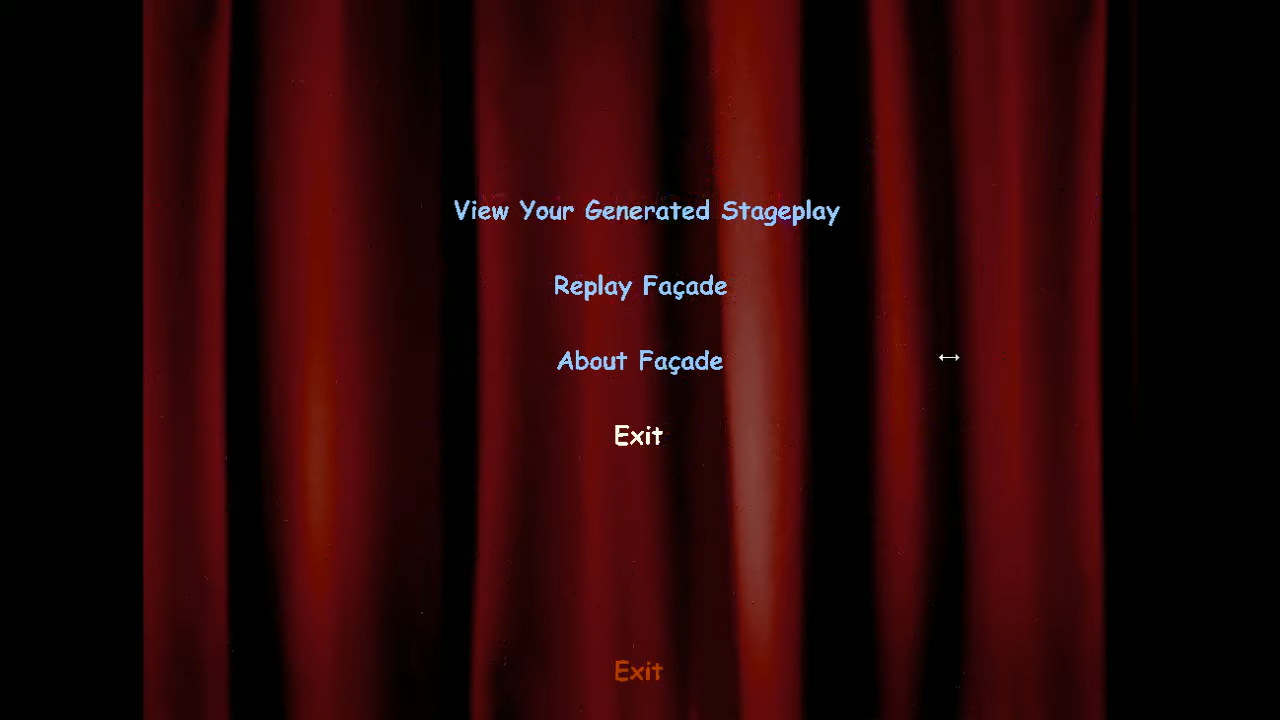 View Your Generated Stageplay
Replay Façade
About Façade
Exit
Exit